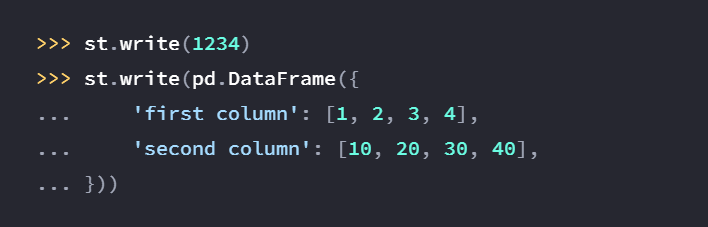 >>> st.write(1234)
>>> st.write(pd.DataFrame({
...     'first column': [1, 2, 3, 4],
...     'second column': [10, 20, 30, 40],
... }))